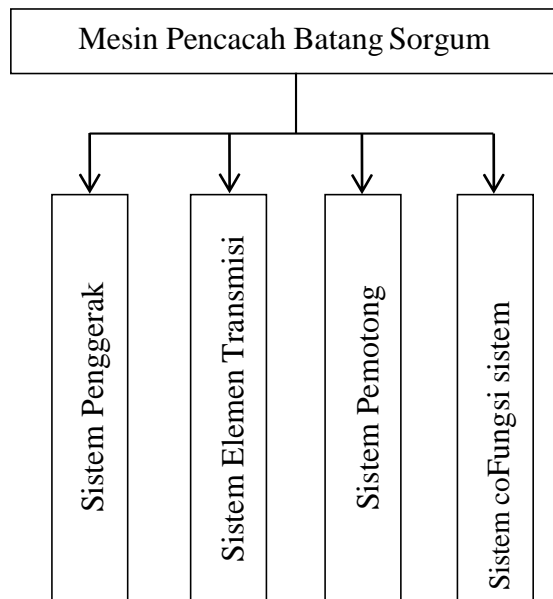 Mesin Pencacah Batang Sorgum
Sistem Penggerak
Sistem Elemen Transmisi
Sistem Pemotong
Sistem coFungsi sistem